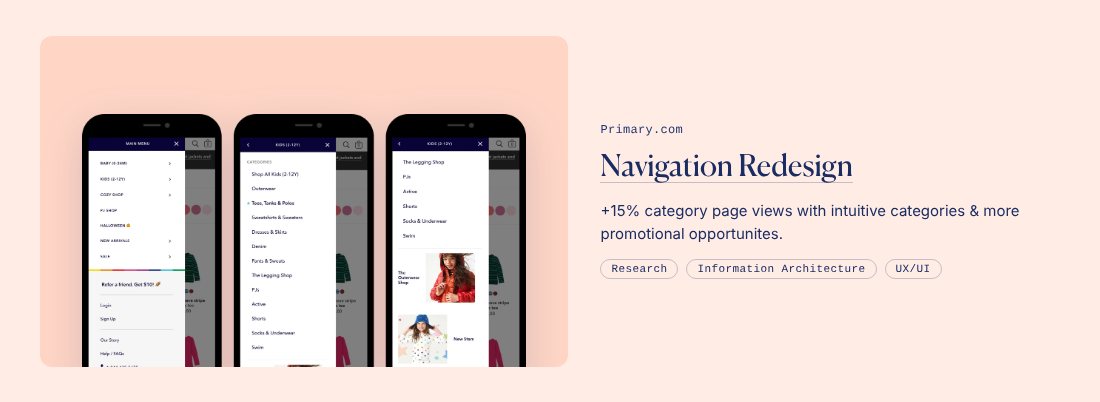 MAIN MENU
BABY (0-24M)
KIDS (2-12Y)
COZY SHOP
PJ SHOP
HALLOWEEN
NEW ARRIVALS
SALE
Refer a friend. Get $10!
Login
Sign Up
Our Story
Help / FAQs
KIDS (2-12Y)
CATEGORIES
Shop All Kids (2-12Y)
Outerwear
Tees, Tanks & Polos
Sweatshirts & Sweaters
Dresses & Skirts
Denim
Pants & Sweats
The Legging Shop
PJs
Active
Shorts
Socks & Underwear
Swim
KIDS (2-12Y)
The Legging Shop
PJs
Active
Shorts
Socks & Underwear
Swim
The
Outerwear
Shop
New Stars
Primary.com
Navigation Redesign
+15% category page views with intuitive categories & more
promotional opportunites.
Research
Information Architecture
UX/UI